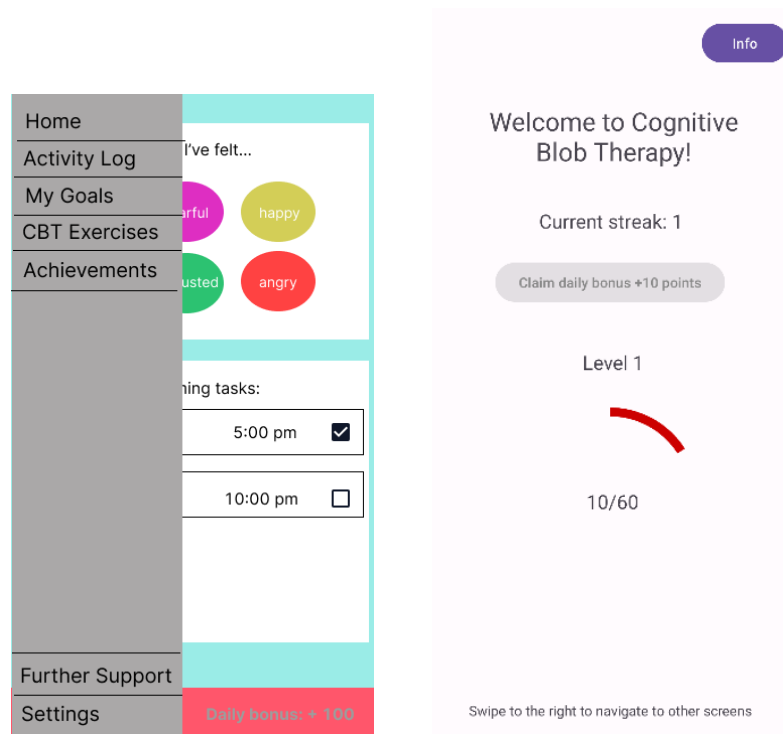 Home
Activity Log
My Goals
CBT Exercises
Achievements
Further Support
Settings
I've felt...
arful
happy
usted
angry
ning tasks:
5:00 pm
10:00 pm
Daily bonus: + 100
Info
Welcome to Cognitive
Blob Therapy!
Current streak: 1
Claim daily bonus +10 points
Level 1
10/60
Swipe to the right to navigate to other screens